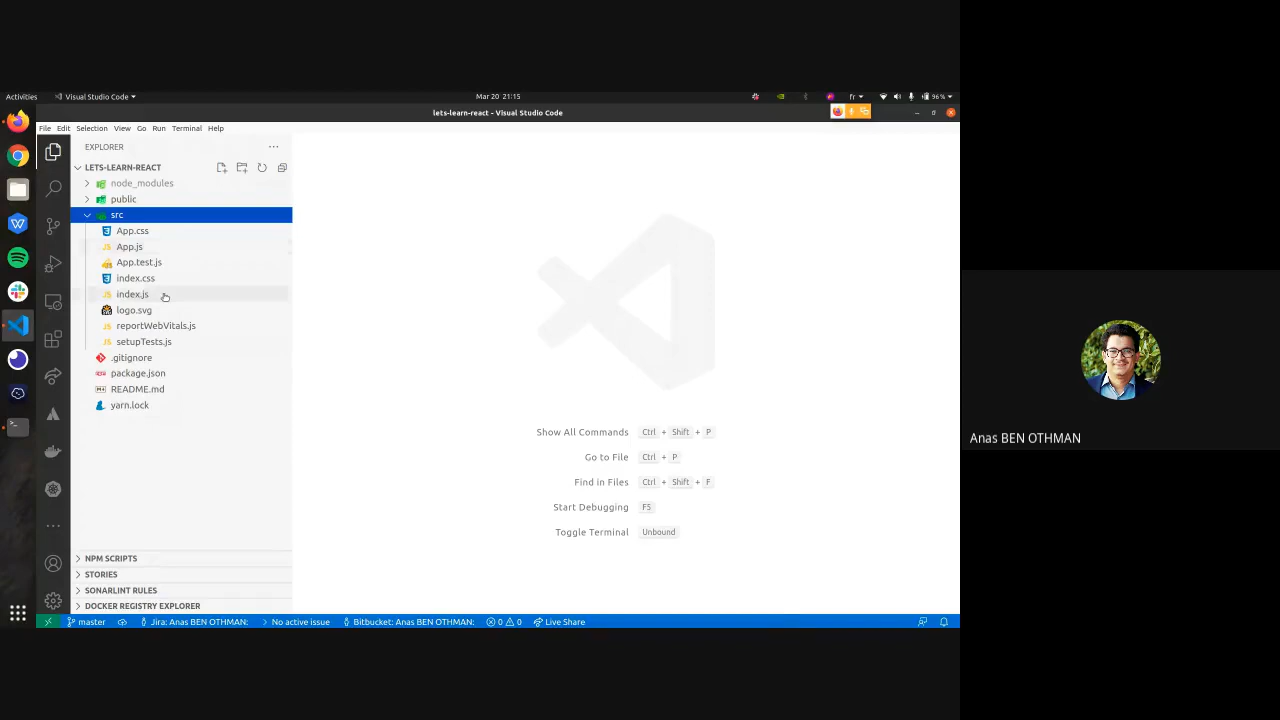 Activities
Visual Studio Code
Mar 20 21:15
fr
96%
lets-learn-react - Visual Studio Code
File Edit Selection View Go Run Terminal Help
EXPLORER
LETS-LEARN-REACT
node_modules
public
src
App.css
App.js
App.test.js
index.css
index.js
logo.svg
reportWebVitals.js
setupTests.js
.gitignore
package.json
README.md
yarn.lock
Show All Commands Ctrl + Shift + P
Go to File Ctrl + P
Find in Files Ctrl + Shift + F
Start Debugging F5
Toggle Terminal Unbound
NPM SCRIPTS
STORIES
SONARLINT RULES
DOCKER REGISTRY EXPLORER
master
Jira: Anas BEN OTHMAN:
No active issue
Bitbucket: Anas BEN OTHMAN:
0 0
Live Share
Anas BEN OTHMAN